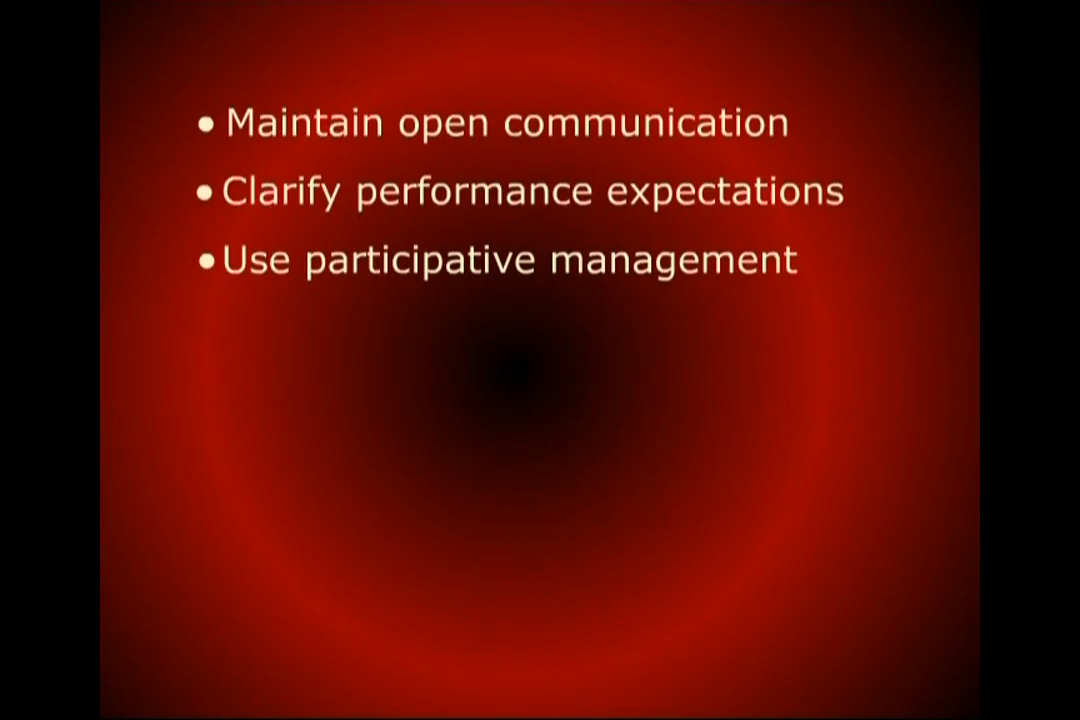 • Maintain open communication
• Clarify performance expectations
• Use participative management